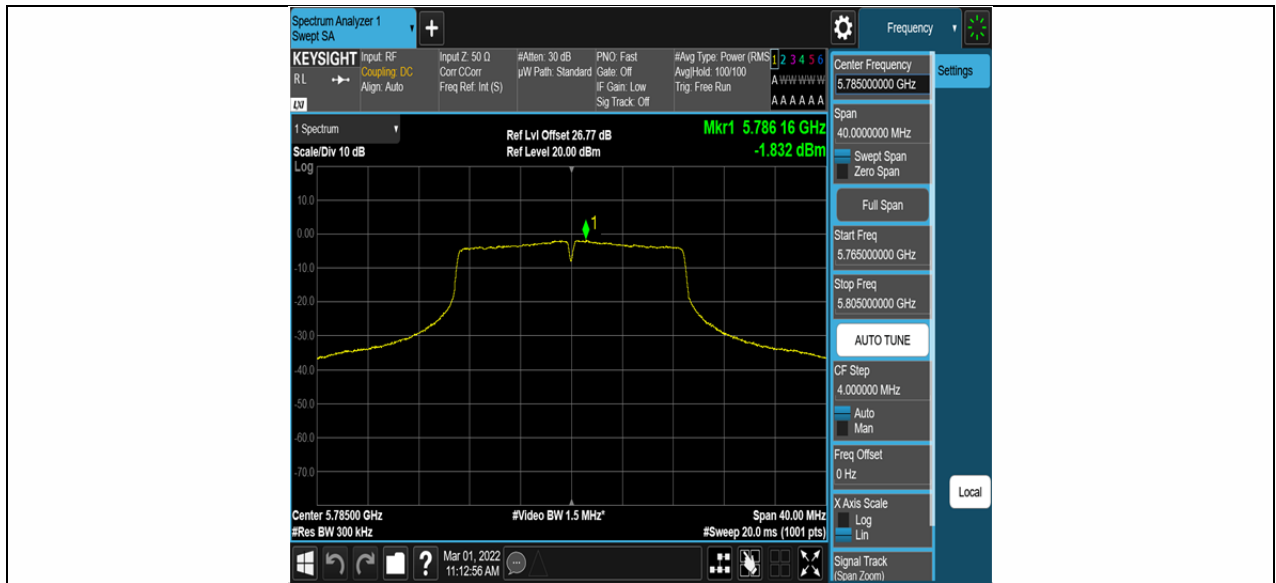 Spectrum Analyzer 1
Swept SA
+
Frequency
KEYSIGHT
Input: RF
Coupling: DC
Align: Auto
Input Z: 50 Ω
Corr CCorr
Freq Ref: Int (S)
#Atten: 30 dB
µW Path: Standard
PNO: Fast
Gate: Off
IF Gain: Low
Sig Track: Off
#Avg Type: Power (RMS
Avg|Hold: 100/100
Trig: Free Run
1 2 3 4 5 6
A W W W W W
A A A A A A
RL
LXI
1 Spectrum
Scale/Div 10 dB
Log
Ref Lvl Offset 26.77 dB
Ref Level 20.00 dBm
Mkr1 5.786 16 GHz
-1.832 dBm
1
10.0
0.00
-10.0
-20.0
-30.0
-40.0
-50.0
-60.0
-70.0
Center 5.78500 GHz
#Res BW 300 kHz
#Video BW 1.5 MHz*
Span 40.00 MHz
#Sweep 20.0 ms (1001 pts)
Center Frequency
5.785000000 GHz
Settings
Span
40.0000000 MHz
Swept Span
Zero Span
Full Span
Start Freq
5.765000000 GHz
Stop Freq
5.805000000 GHz
AUTO TUNE
CF Step
4.000000 MHz
Auto
Man
Freq Offset
0 Hz
X Axis Scale
Log
Lin
Local
Signal Track
(Span Zoom)
?
Mar 01, 2022
11:12:56 AM